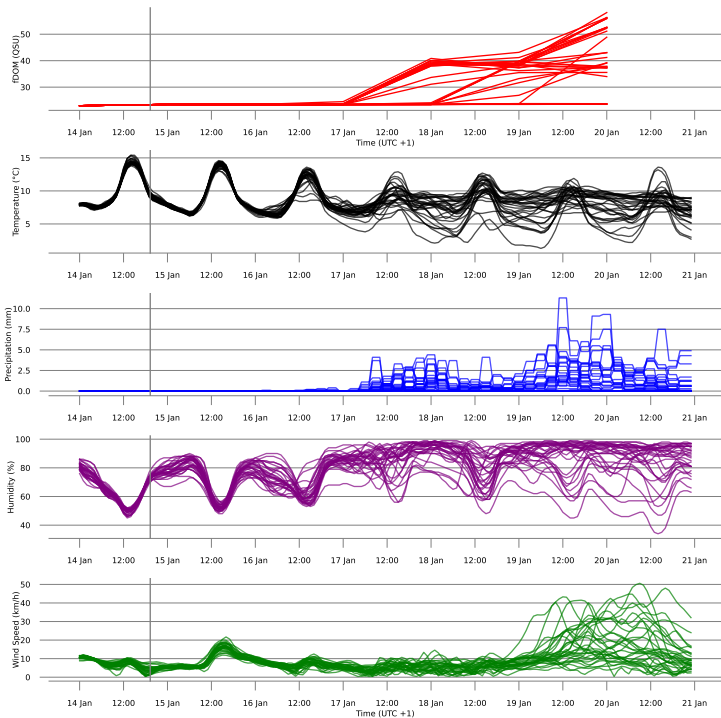 fDOM (QSU)
50
40
30
14 Jan 12:00 15 Jan 12:00 16 Jan 12:00 17 Jan 12:00 18 Jan 12:00 19 Jan 12:00 20 Jan 12:00 21 Jan
Time (UTC +1)
Temperature (°C)
15
10
5
14 Jan 12:00 15 Jan 12:00 16 Jan 12:00 17 Jan 12:00 18 Jan 12:00 19 Jan 12:00 20 Jan 12:00 21 Jan
Precipitation (mm)
10.0
7.5
5.0
2.5
0.0
14 Jan 12:00 15 Jan 12:00 16 Jan 12:00 17 Jan 12:00 18 Jan 12:00 19 Jan 12:00 20 Jan 12:00 21 Jan
Humidity (%)
100
80
60
40
14 Jan 12:00 15 Jan 12:00 16 Jan 12:00 17 Jan 12:00 18 Jan 12:00 19 Jan 12:00 20 Jan 12:00 21 Jan
Wind Speed (km/h)
50
40
30
20
10
0
14 Jan 12:00 15 Jan 12:00 16 Jan 12:00 17 Jan 12:00 18 Jan 12:00 19 Jan 12:00 20 Jan 12:00 21 Jan
Time (UTC +1)